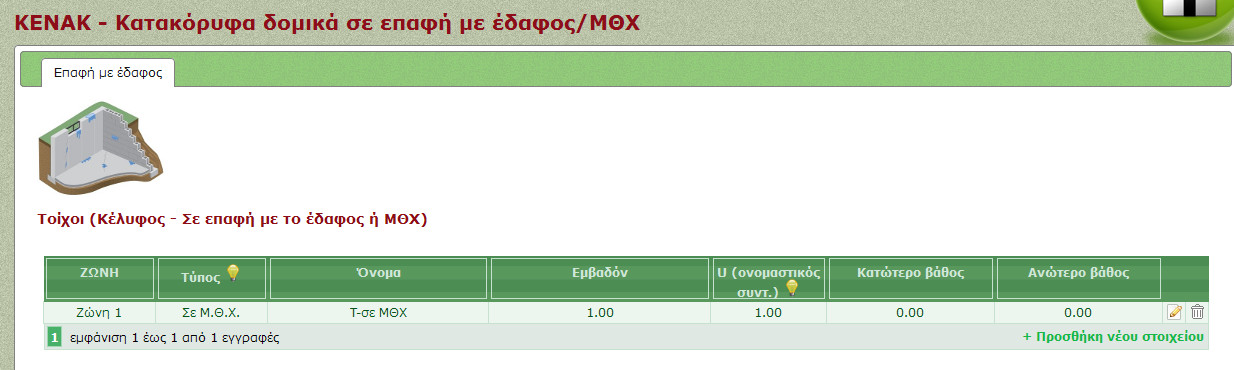 KENAK - Κατακόρυφα δομικά σε επαφή με έδαφος/ΜΘΧ
Επαφή με έδαφος
Τοίχοι (Κέλυφος - Σε επαφή με το έδαφος ή ΜΘΧ)
ΖΩΝΗ Τύπος Όνομα Εμβαδόν U (ονομαστικός συντ.) Κατώτερο βάθος Ανώτερο βάθος
Ζώνη 1 Σε Μ.Θ.Χ. Τ-σε ΜΘΧ 1.00 1.00 0.00 0.00
1 εμφάνιση 1 έως 1 από 1 εγγραφές + Προσθήκη νέου στοιχείου